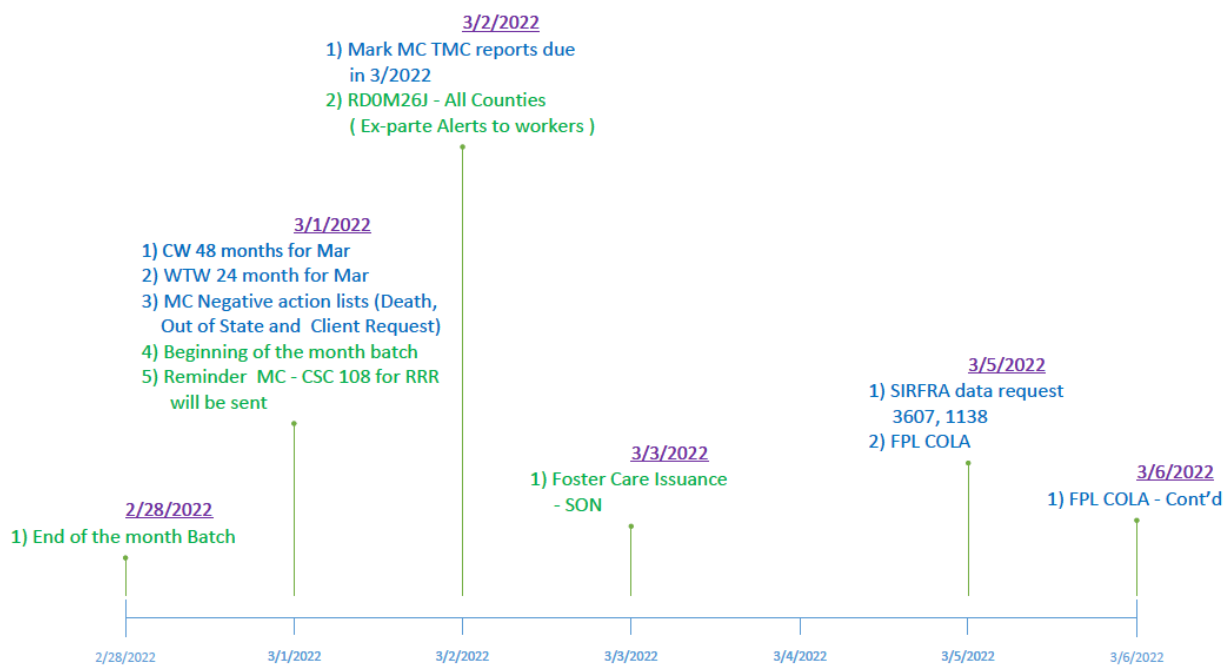 3/2/2022
1) Mark MC TMC reports due
in 3/2022
2) RD0M26J - All Counties
( Ex-parte Alerts to workers )
3/1/2022
1) CW 48 months for Mar
2) WTW 24 month for Mar
3) MC Negative action lists (Death,
Out of State and Client Request)
4) Beginning of the month batch
5) Reminder MC - CSC 108 for RRR
will be sent
3/5/2022
1) SIRFRA data request
3607, 1138
2) FPL COLA
3/3/2022
1) Foster Care Issuance
- SON
3/6/2022
1) FPL COLA - Cont’d
2/28/2022
1) End of the month Batch
2/28/2022
3/1/2022
3/2/2022
3/3/2022
3/4/2022
3/5/2022
3/6/2022